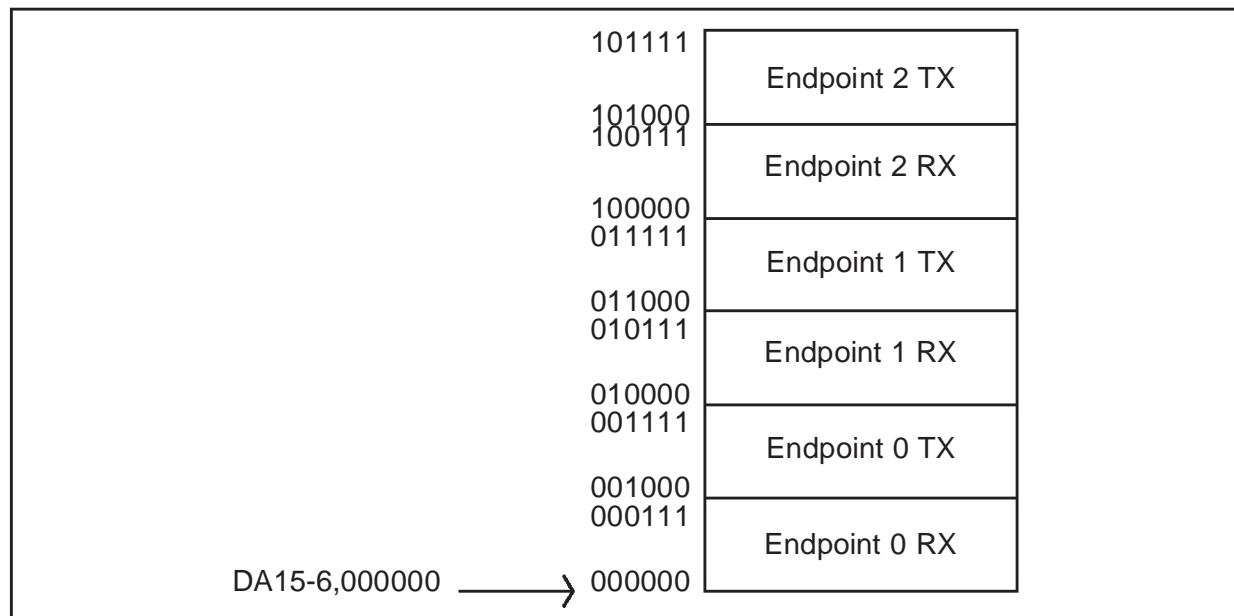 101111
Endpoint 2 TX
101000
100111
Endpoint 2 RX
100000
011111
Endpoint 1 TX
011000
010111
Endpoint 1 RX
010000
001111
Endpoint 0 TX
001000
000111
Endpoint 0 RX
DA15-6,000000 000000